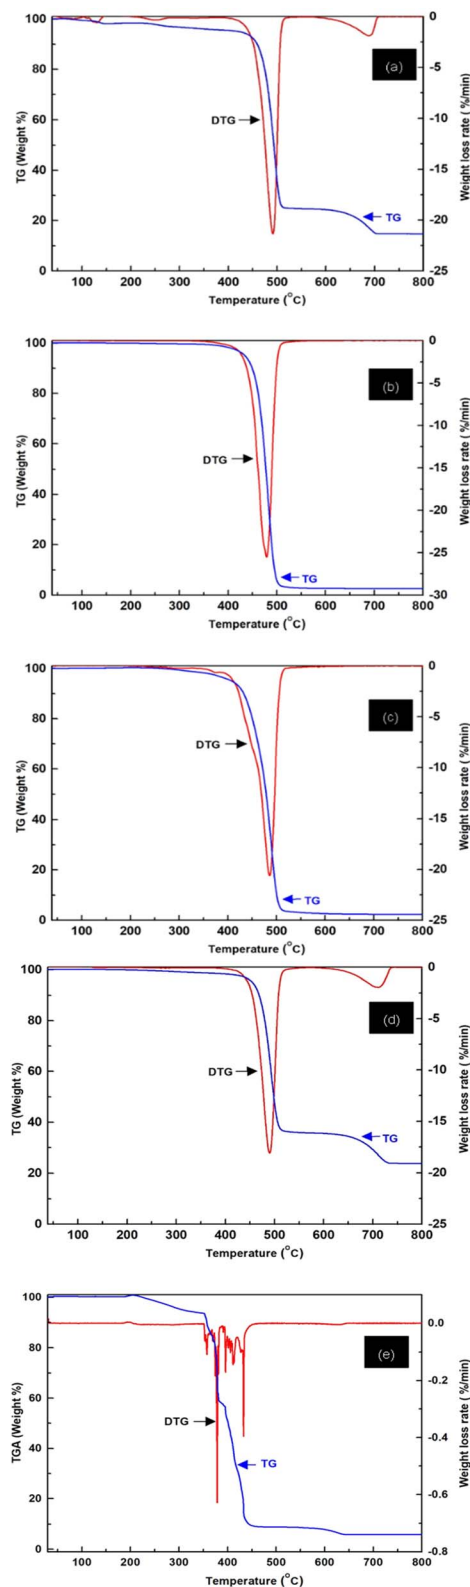 100
80
60
40
20
0
TG (Weight %)
0
-5
-10
-15
-20
-25
Weight loss rate ( %/min)
(a)
DTG
TG
100 200 300 400 500 600 700 800
Temperature (°C)
100
80
60
40
20
0
TG (Weight %)
0
-5
-10
-15
-20
-25
-30
Weight loss rate ( %/min)
(b)
DTG
TG
100 200 300 400 500 600 700 800
Temperature (°C)
100
80
60
40
20
0
TG (Weight %)
0
-5
-10
-15
-20
-25
Weight loss rate ( %/min)
(c)
DTG
TG
100 200 300 400 500 600 700 800
Temperature (°C)
100
80
60
40
20
0
TG (Weight %)
0
-5
-10
-15
-20
-25
Weight loss rate ( %/min)
(d)
DTG
TG
100 200 300 400 500 600 700 800
Temperature (°C)
100
80
60
40
20
0
TGA (Weight %)
0.0
-0.2
-0.4
-0.6
-0.8
Weight loss rate ( %/min)
(e)
DTG
TG
100 200 300 400 500 600 700 800
Temperature (°C)